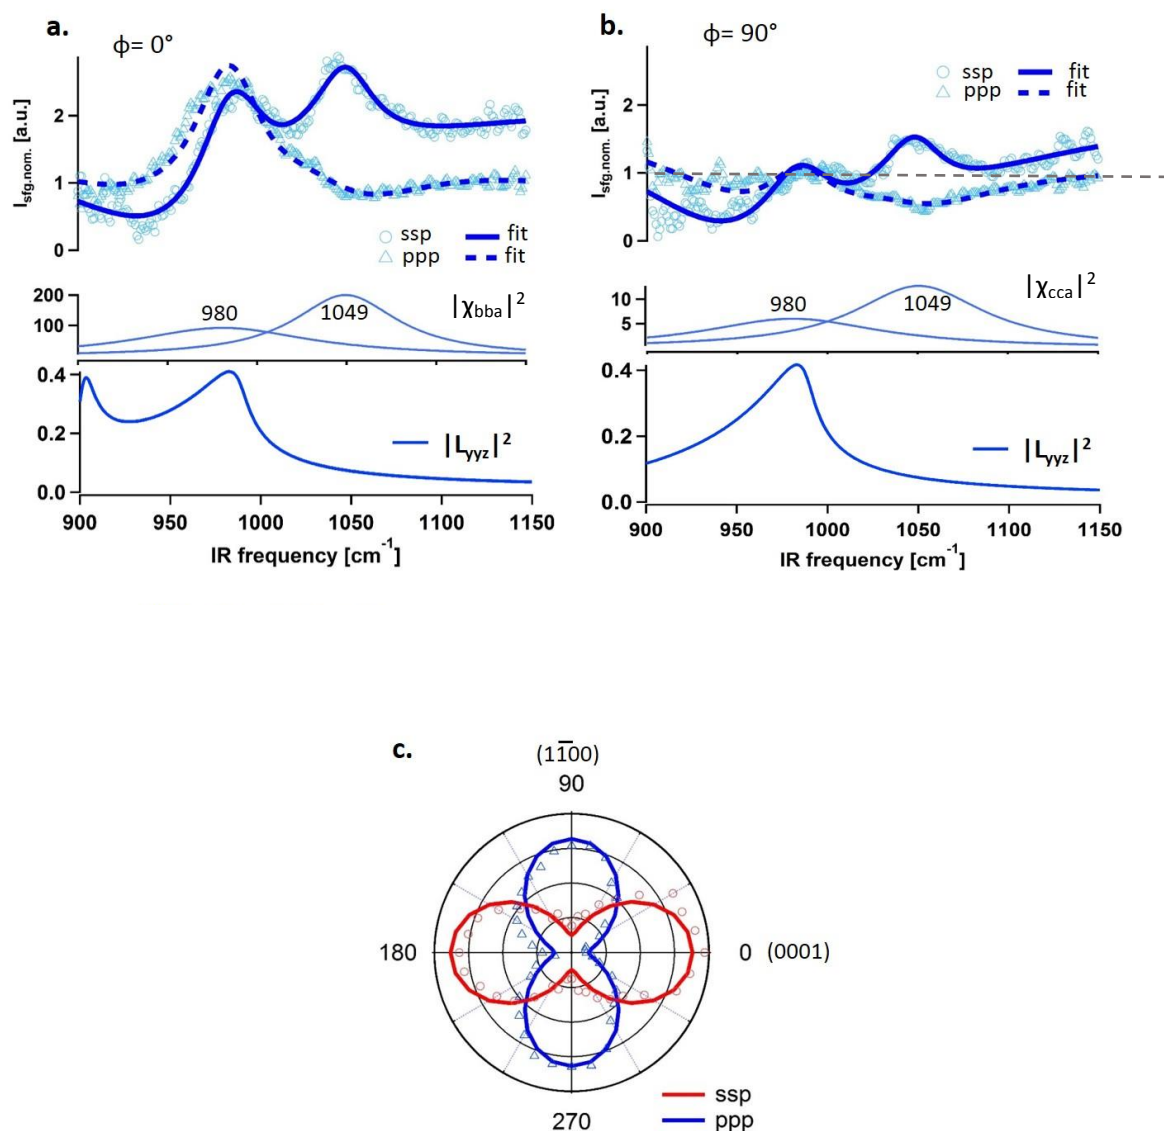 a.
ϕ= 0°
I sfg.nom. [a.u.]
2
1
0
ssp fit
ppp fit
200
100
980
1049
|χbba|²
0.4
0.2
0.0
|Lyyz|²
900 950 1000 1050 1100 1150
IR frequency [cm⁻¹]
b.
ϕ= 90°
I sfg.nom. [a.u.]
2
1
0
ssp fit
ppp fit
10
5
980
1049
|χcca|²
0.4
0.2
0.0
|Lyyz|²
900 950 1000 1050 1100 1150
IR frequency [cm⁻¹]
c.
(11̅00)
90
180
0 (0001)
270
ssp
ppp